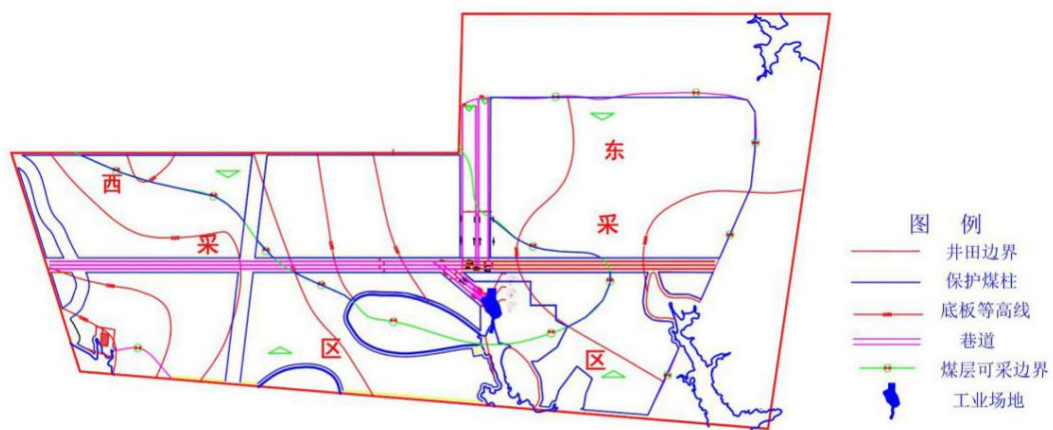 西
采
区
东
采
区
图 例
井田边界
保护煤柱
底板等高线
巷道
煤层可采边界
工业场地